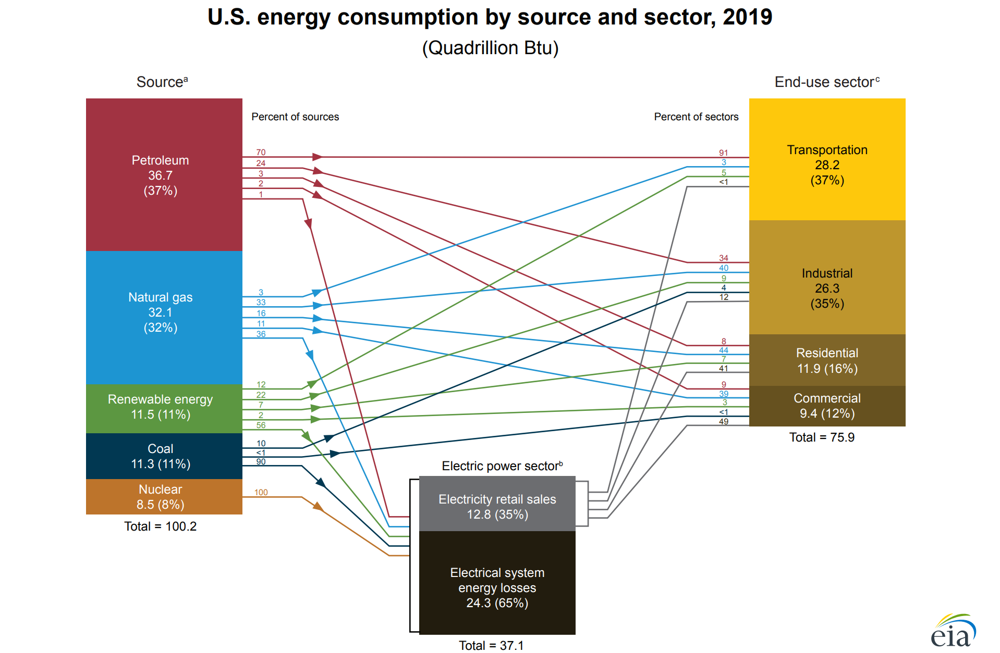 U.S. energy consumption by source and sector, 2019
(Quadrillion Btu)
Sourceᵃ
End-use sectorᶜ
Percent of sources
Percent of sectors
Petroleum
36.7
(37%)
70
24
3
2
1
Natural gas
32.1
(32%)
3
33
16
11
36
Renewable energy
11.5 (11%)
12
22
7
2
56
Coal
11.3 (11%)
10
<1
90
Nuclear
8.5 (8%)
100
Total = 100.2
91
3
5
<1
Transportation
28.2
(37%)
34
40
9
4
12
Industrial
26.3
(35%)
8
44
7
41
Residential
11.9 (16%)
9
39
3
<1
49
Commercial
9.4 (12%)
Total = 75.9
Electric power sectorᵇ
Electricity retail sales
12.8 (35%)
Electrical system
energy losses
24.3 (65%)
Total = 37.1
eia